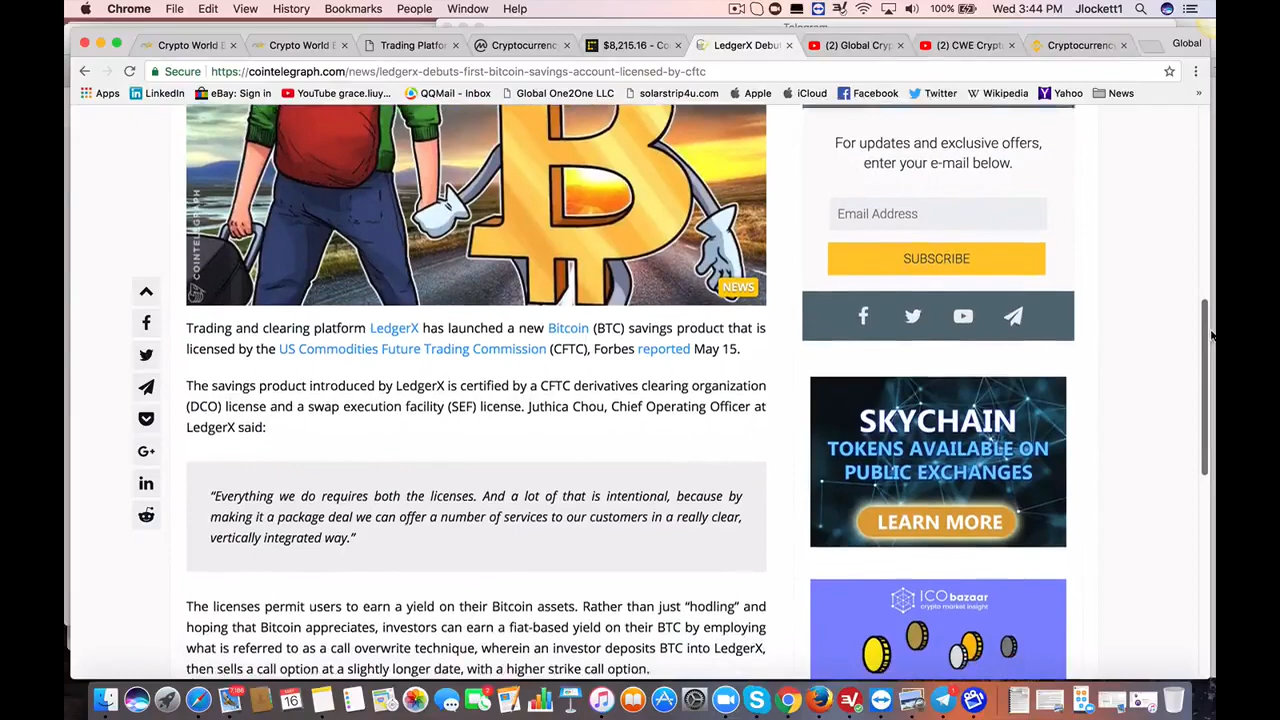 Chrome File Edit View History Bookmarks People Window Help 100% Wed 3:44 PM Jlockett1
Telegram
Crypto World E Crypto World Trading Platfor Cryptocurrenc $8,215.16 - Co LedgerX Debut (2) Global Cryp (2) CWE Crypt Cryptocurrency Global
Secure https://cointelegraph.com/news/ledgerx-debuts-first-bitcoin-savings-account-licensed-by-cftc
Apps LinkedIn eBay: Sign in YouTube grace.liuy... QQMail - Inbox Global One2One LLC solarstrip4u.com Apple iCloud Facebook Twitter Wikipedia Yahoo News »
COINTELEGRAPH
NEWS
Trading and clearing platform LedgerX has launched a new Bitcoin (BTC) savings product that is
licensed by the US Commodities Future Trading Commission (CFTC), Forbes reported May 15.
The savings product introduced by LedgerX is certified by a CFTC derivatives clearing organization
(DCO) license and a swap execution facility (SEF) license. Juthica Chou, Chief Operating Officer at
LedgerX said:
“Everything we do requires both the licenses. And a lot of that is intentional, because by
making it a package deal we can offer a number of services to our customers in a really clear,
vertically integrated way.”
The licenses permit users to earn a yield on their Bitcoin assets. Rather than just “hodling” and
hoping that Bitcoin appreciates, investors can earn a fiat-based yield on their BTC by employing
what is referred to as a call overwrite technique, wherein an investor deposits BTC into LedgerX,
then sells a call option at a slightly longer date, with a higher strike call option.
For updates and exclusive offers,
enter your e-mail below.
Email Address
SUBSCRIBE
SKYCHAIN
TOKENS AVAILABLE ON
PUBLIC EXCHANGES
LEARN MORE
ICO bazaar
crypto market insight